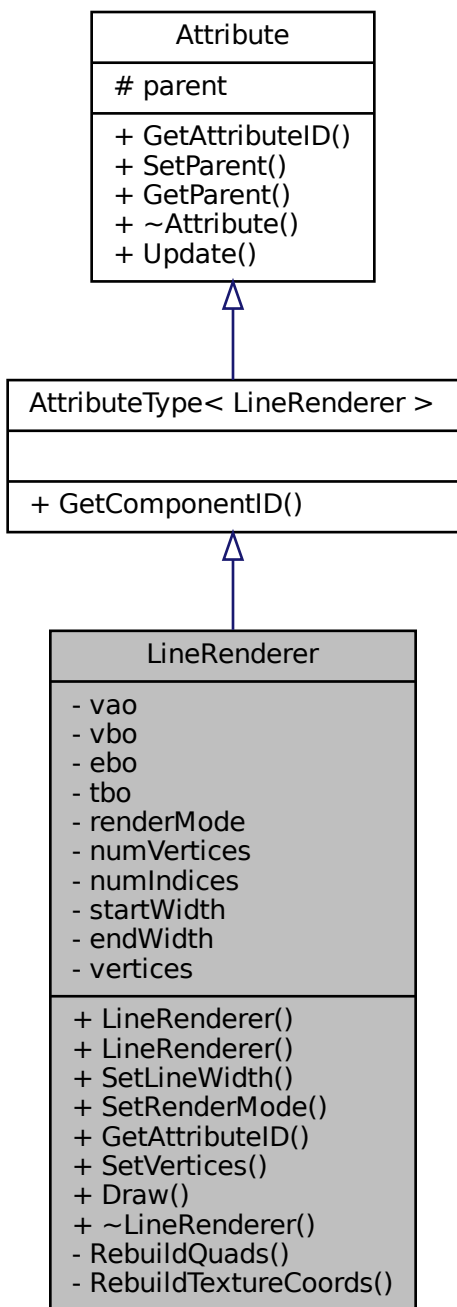 Attribute
# parent
+ GetAttributeID()
+ SetParent()
+ GetParent()
+ ~Attribute()
+ Update()
AttributeType< LineRenderer >
+ GetComponentID()
LineRenderer
- vao
- vbo
- ebo
- tbo
- renderMode
- numVertices
- numIndices
- startWidth
- endWidth
- vertices
+ LineRenderer()
+ LineRenderer()
+ SetLineWidth()
+ SetRenderMode()
+ GetAttributeID()
+ SetVertices()
+ Draw()
+ ~LineRenderer()
- RebuildQuads()
- RebuildTextureCoords()